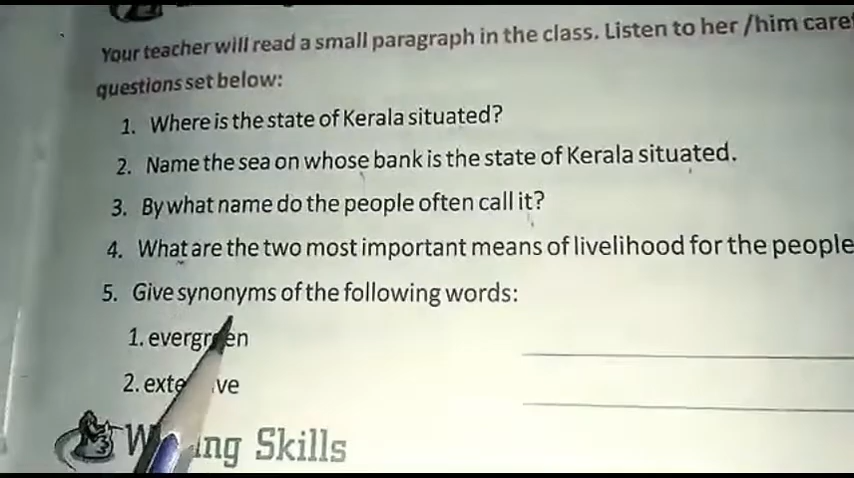 Your teacher will read a small paragraph in the class. Listen to her /him
questions set below:
1. Where is the state of Kerala situated?
2. Name the sea on whose bank is the state of Kerala situated.
3. By what name do the people often call it?
4. What are the two most important means of livelihood for the people
5. Give synonyms of the following words:
1. evergreen
2.
Skills